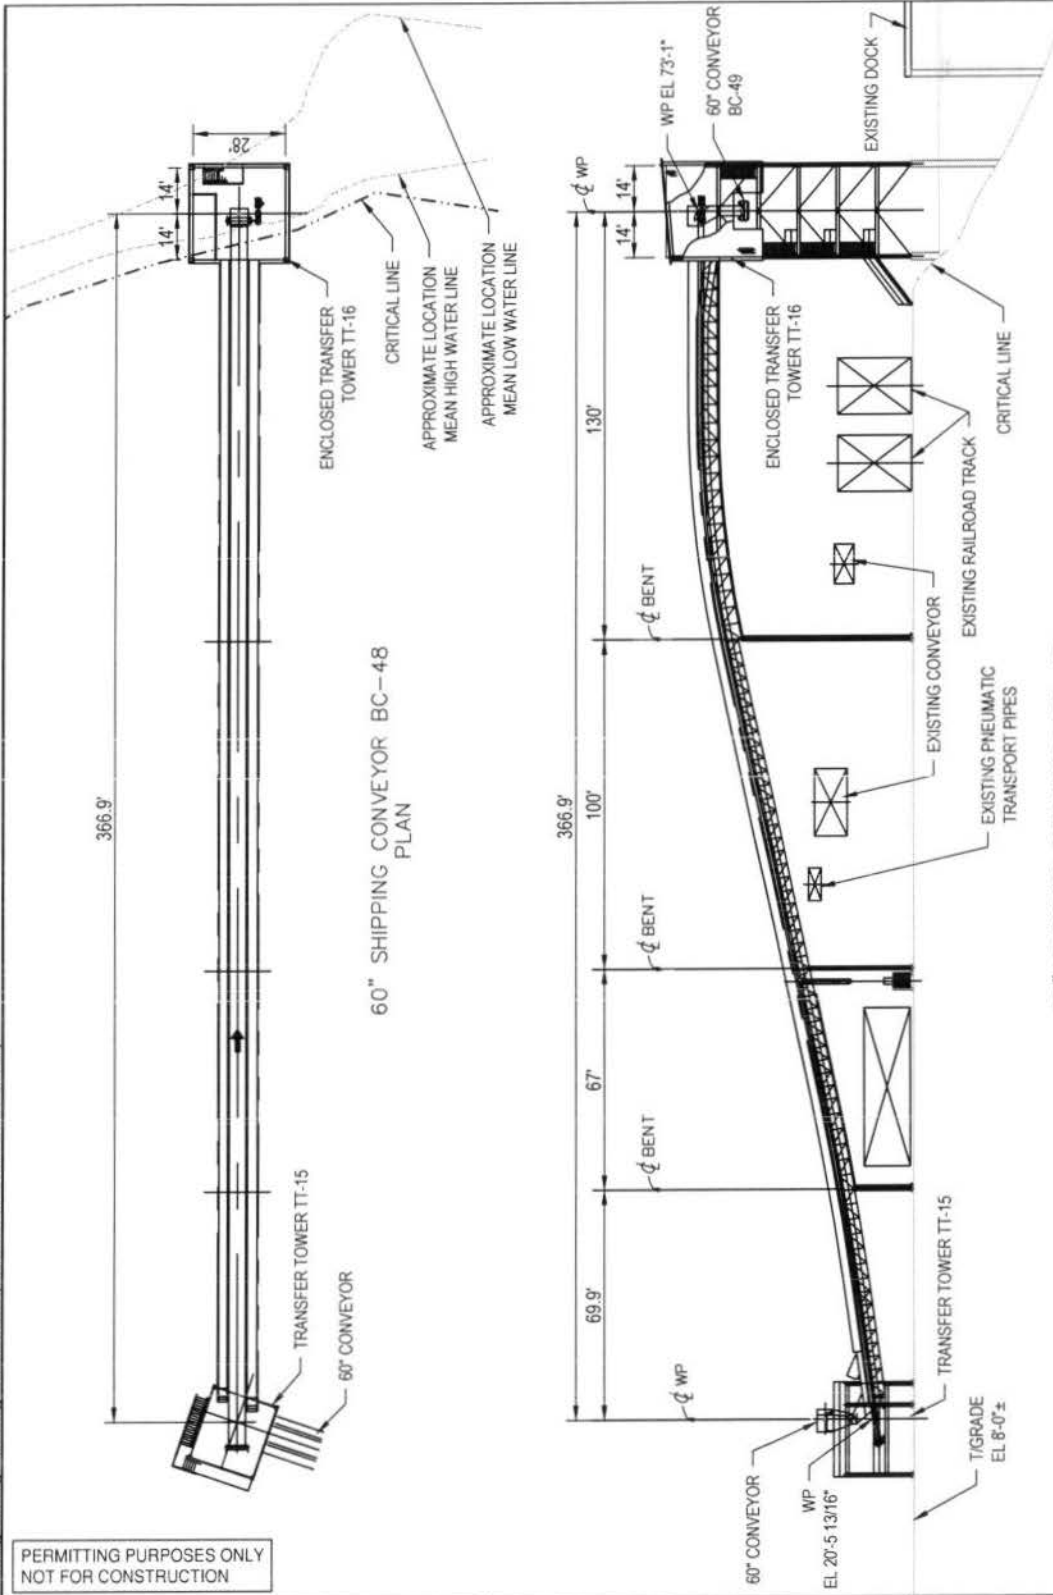 PERMITTING PURPOSES ONLY
NOT FOR CONSTRUCTION
366.9'
28'
14'
14'
CRITICAL LINE
APPROXIMATE LOCATION
MEAN HIGH WATER LINE
APPROXIMATE LOCATION
MEAN LOW WATER LINE
ENCLOSED TRANSFER
TOWER TT-16
TRANSFER TOWER TT-15
60" CONVEYOR
60" SHIPPING CONVEYOR BC-48
PLAN
366.9'
69.9'
67'
100'
130'
14'
14'
℄ WP
℄ BENT
℄ BENT
℄ BENT
℄ WP
WP EL 73'-1"
60" CONVEYOR
BC-49
EXISTING DOCK
ENCLOSED TRANSFER
TOWER TT-16
CRITICAL LINE
EXISTING RAILROAD TRACK
EXISTING CONVEYOR
EXISTING PNEUMATIC
TRANSPORT PIPES
60" CONVEYOR
WP
EL 20'-5 13/16"
TRANSFER TOWER TT-15
T/GRADE
EL 8'-0"±